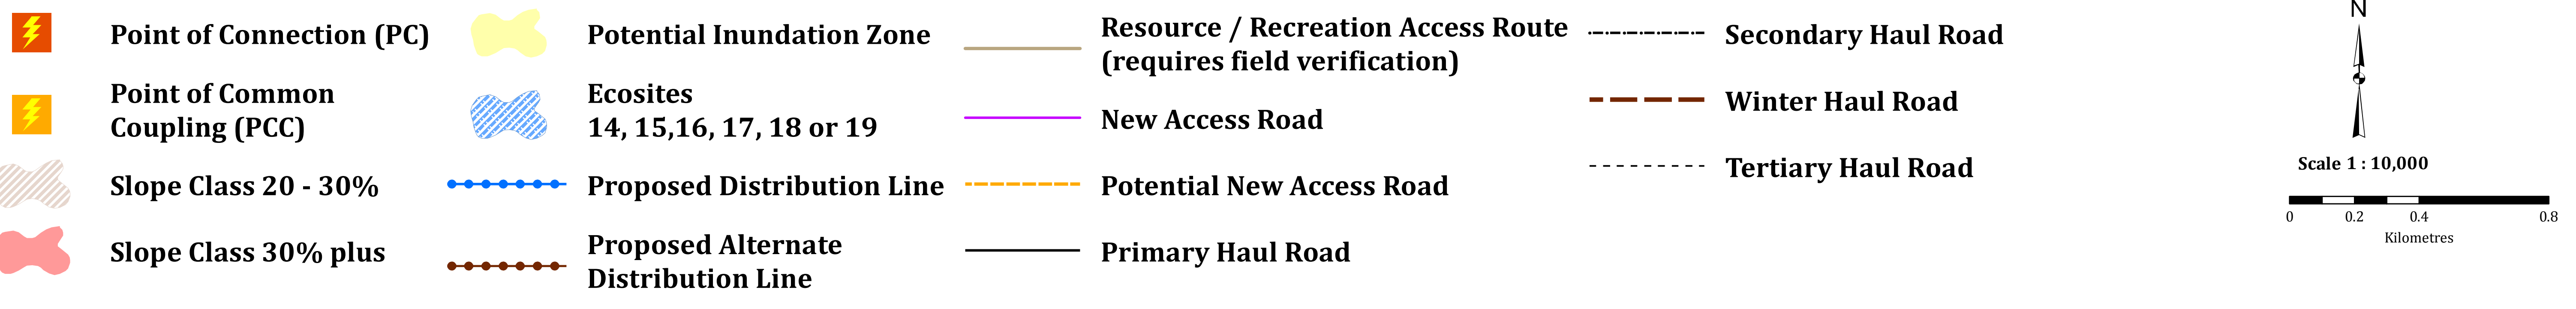 Point of Connection (PC)
Point of Common
Coupling (PCC)
Slope Class 20 - 30%
Slope Class 30% plus
Potential Inundation Zone
Ecosites
14, 15,16, 17, 18 or 19
Proposed Distribution Line
Proposed Alternate
Distribution Line
Resource / Recreation Access Route
(requires field verification)
New Access Road
Potential New Access Road
Primary Haul Road
Secondary Haul Road
Winter Haul Road
Tertiary Haul Road
N
Scale 1 : 10,000
0 0.2 0.4 0.8
Kilometres